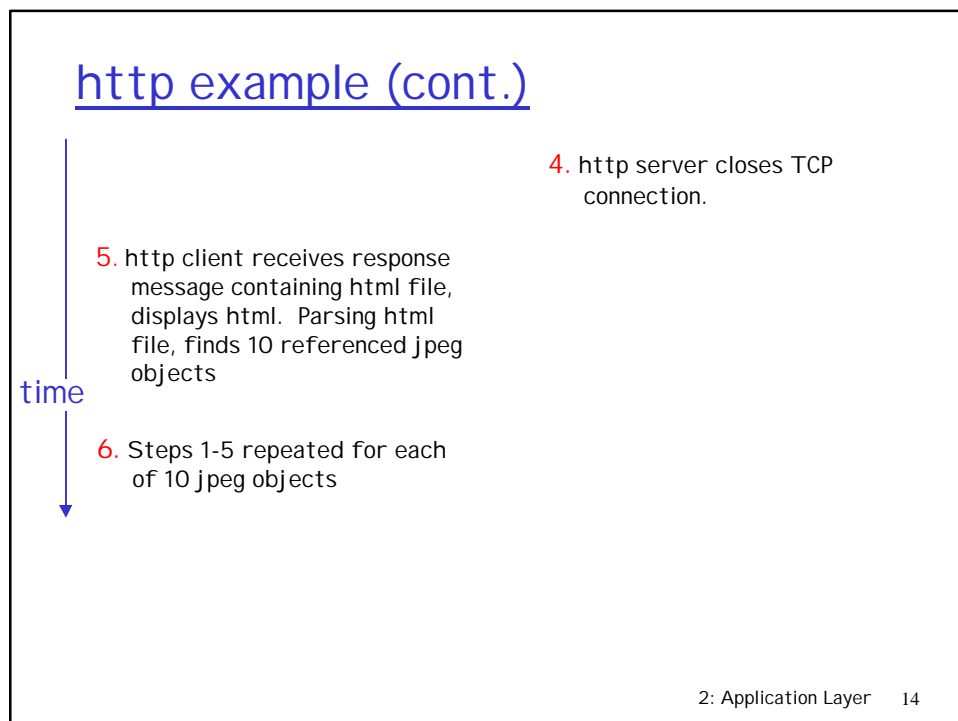 http example (cont.)
4. http server closes TCP
connection.
5. http client receives response
message containing html file,
displays html. Parsing html
file, finds 10 referenced jpeg
objects
time
6. Steps 1-5 repeated for each
of 10 jpeg objects
2: Application Layer 14